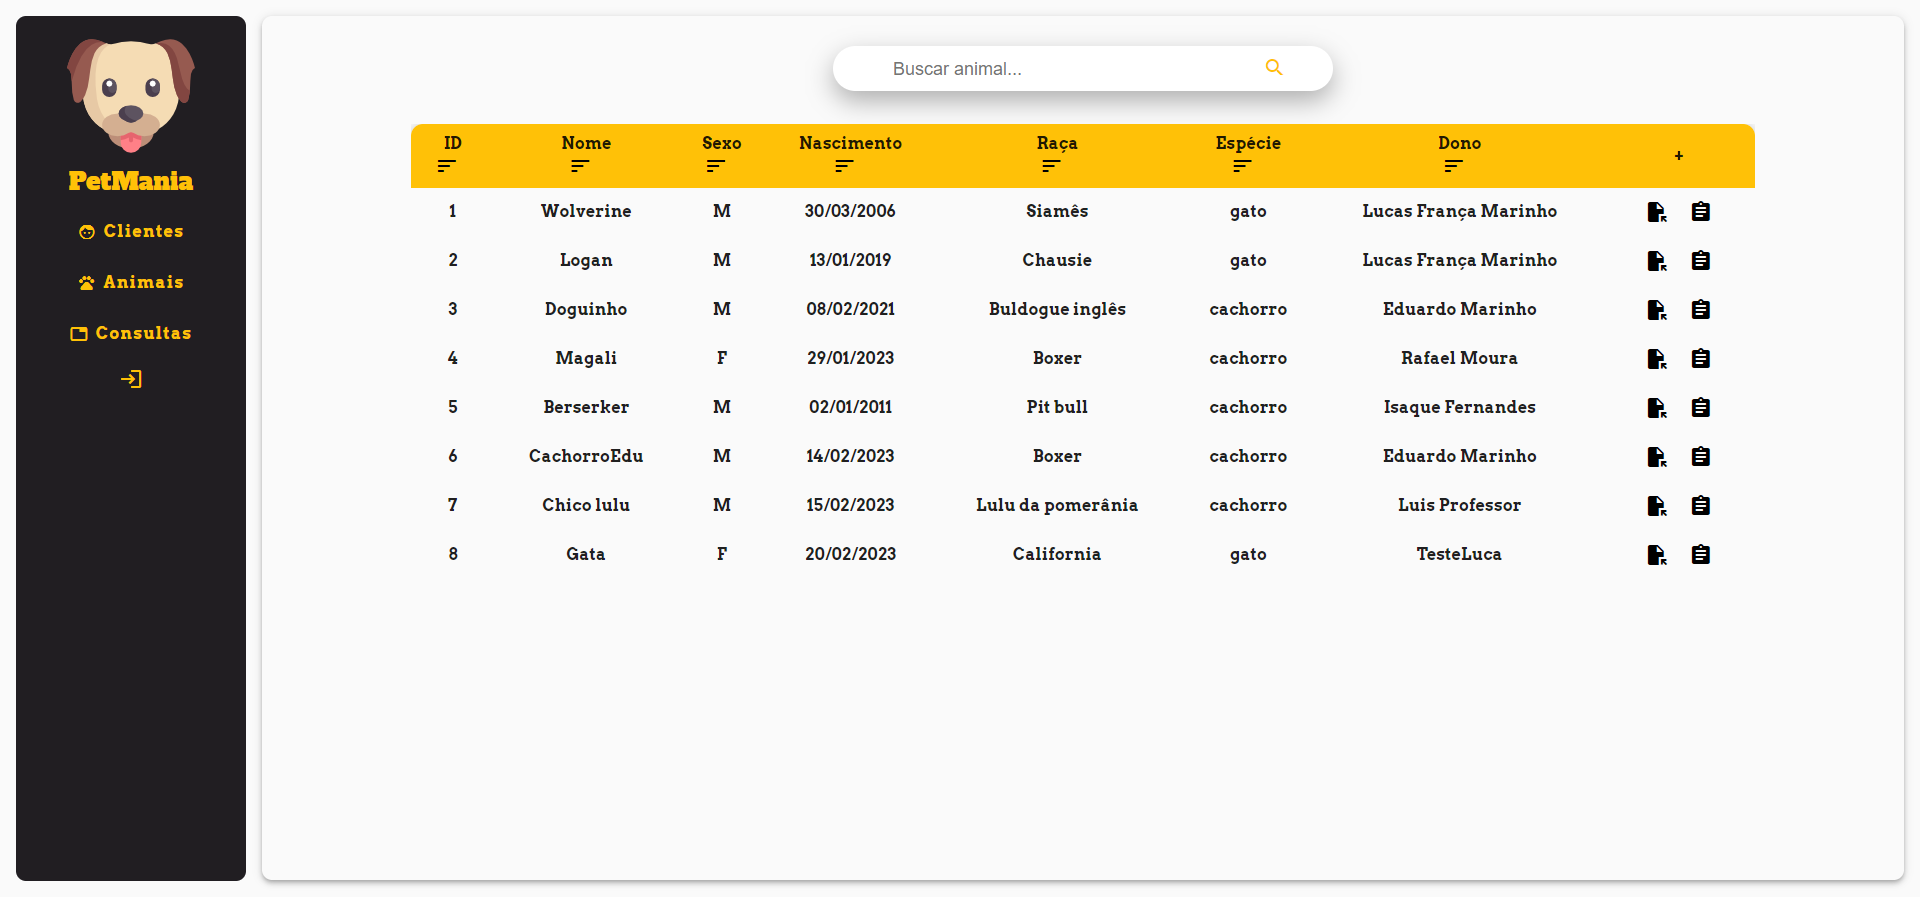 PetMania
Clientes
Animais
Consultas
Buscar animal...
ID Nome Sexo Nascimento Raça Espécie Dono +
1 Wolverine M 30/03/2006 Siamês gato Lucas França Marinho
2 Logan M 13/01/2019 Chausie gato Lucas França Marinho
3 Doguinho M 08/02/2021 Buldogue inglês cachorro Eduardo Marinho
4 Magali F 29/01/2023 Boxer cachorro Rafael Moura
5 Berserker M 02/01/2011 Pit bull cachorro Isaque Fernandes
6 CachorroEdu M 14/02/2023 Boxer cachorro Eduardo Marinho
7 Chico lulu M 15/02/2023 Lulu da pomerânia cachorro Luis Professor
8 Gata F 20/02/2023 California gato TesteLuca